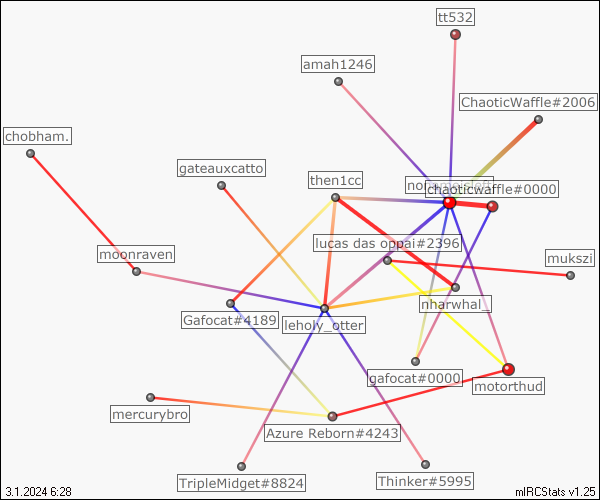 tt532
amah1246
ChaoticWaffle#2006
chobham.
gateauxcatto
then1cc
chaoticwaffle#0000
lucas das oppai#2396
moonraven
mukszi
nharwhal_
Gafocat#4189
leholy_otter
gafocat#0000
motorthud
mercurybro
Azure Reborn#4243
TripleMidget#8824
Thinker#5995
3.1.2024 6:28
mIRCStats v1.25